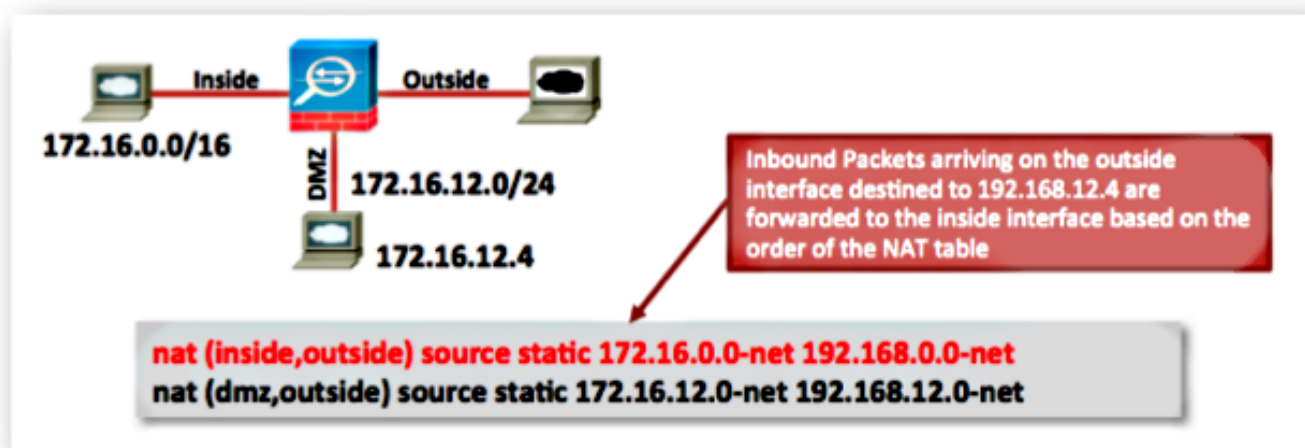 Inside
Outside
172.16.0.0/16
DMZ
172.16.12.0/24
172.16.12.4
Inbound Packets arriving on the outside
interface destined to 192.168.12.4 are
forwarded to the inside interface based on the
order of the NAT table
nat (inside,outside) source static 172.16.0.0-net 192.168.0.0-net
nat (dmz,outside) source static 172.16.12.0-net 192.168.12.0-net